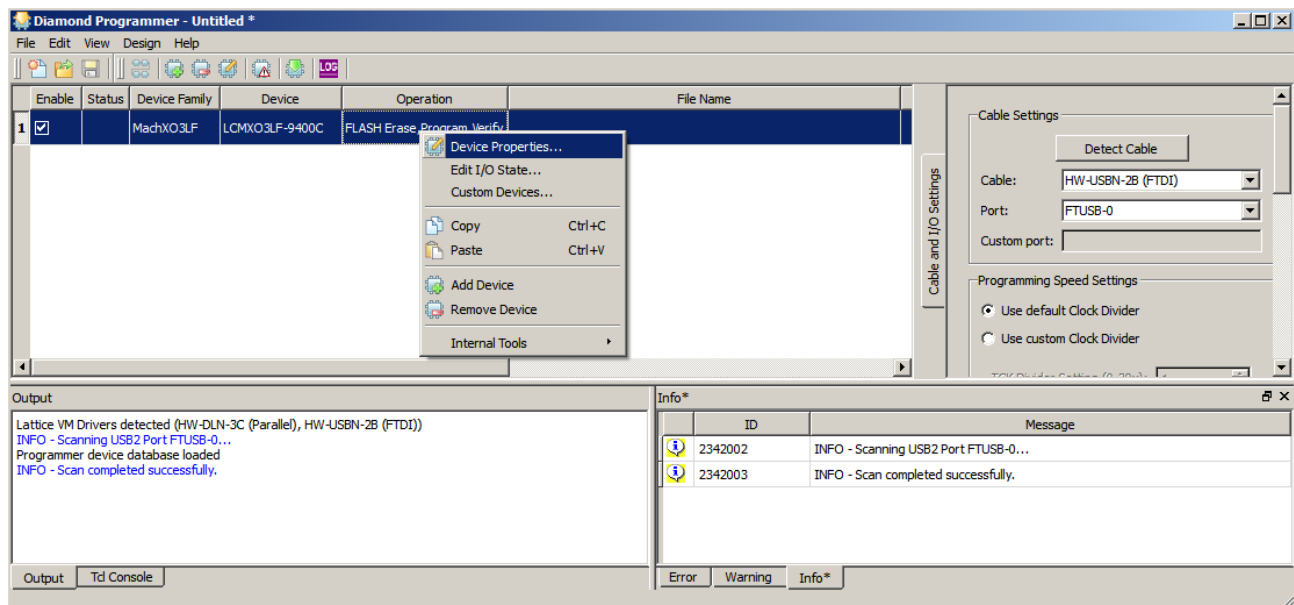 Diamond Programmer - Untitled *
File Edit View Design Help
LOG
Enable Status Device Family Device Operation File Name
1 MachXO3LF LCMXO3LF-9400C FLASH Erase,Program,Verify
Device Properties...
Edit I/O State...
Custom Devices...
Copy Ctrl+C
Paste Ctrl+V
Add Device
Remove Device
Internal Tools
Cable and I/O Settings
Cable Settings
Detect Cable
Cable: HW-USBN-2B (FTDI)
Port: FTUSB-0
Custom port:
Programming Speed Settings
Use default Clock Divider
Use custom Clock Divider
Output
Lattice VM Drivers detected (HW-DLN-3C (Parallel), HW-USBN-2B (FTDI))
INFO - Scanning USB2 Port FTUSB-0...
Programmer device database loaded
INFO - Scan completed successfully.
Output Tcl Console
Info*
ID Message
2342002 INFO - Scanning USB2 Port FTUSB-0...
2342003 INFO - Scan completed successfully.
Error Warning Info*